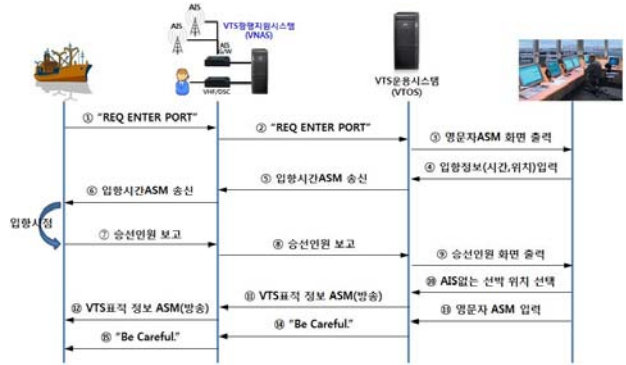 AIS
AIS
VTS항행지원시스템
(VNAS)
AIS
G/W
VHF/DSC
VTS운용시스템
(VTOS)
① "REQ ENTER PORT"
② "REQ ENTER PORT"
③ 영문자ASM 화면 출력
④ 입항정보(시간,위치)입력
⑤ 입항시간ASM 송신
⑥ 입항시간ASM 송신
입항시점
⑦ 승선인원 보고
⑧ 승선인원 보고
⑨ 승선인원 화면 출력
⑩ AIS없는 선박 위치 선택
⑪ VTS표적 정보 ASM(방송)
⑫ VTS표적 정보 ASM(방송)
⑬ 영문자 ASM 입력
⑭ "Be Careful."
⑮ "Be Careful."